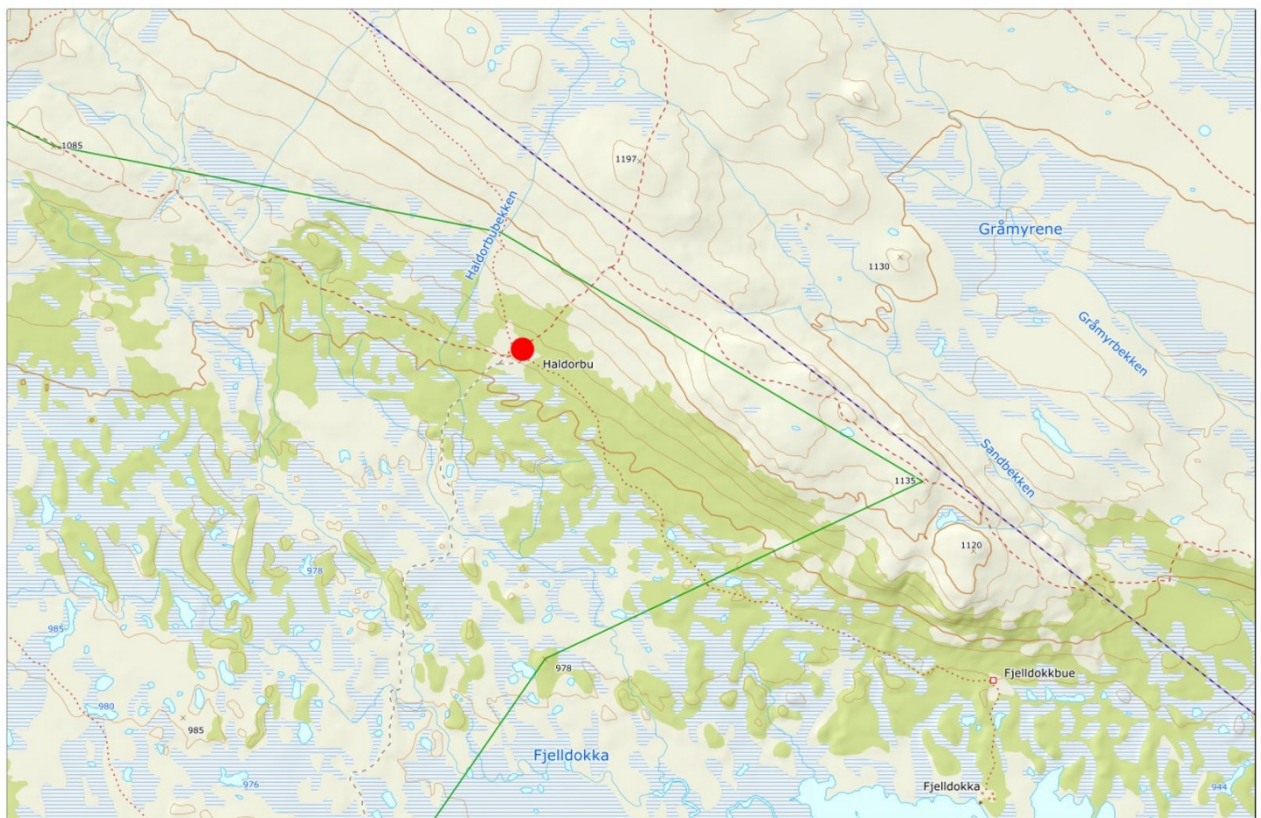 1085
1197
Haldorbubekken
Gråmyrene
1130
Gråmyrbekken
Haldorbu
Sandbekken
1135
1120
978
985
978
Fjelldokkbue
980
985
Fjelldokka
976
Fjelldokka
944